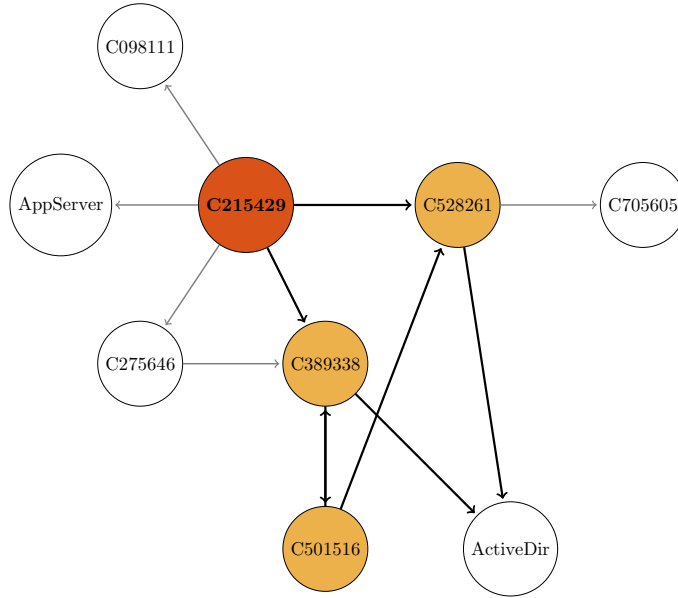 C098111
AppServer
C215429
C528261
C705605
C275646
C389338
C501516
ActiveDir